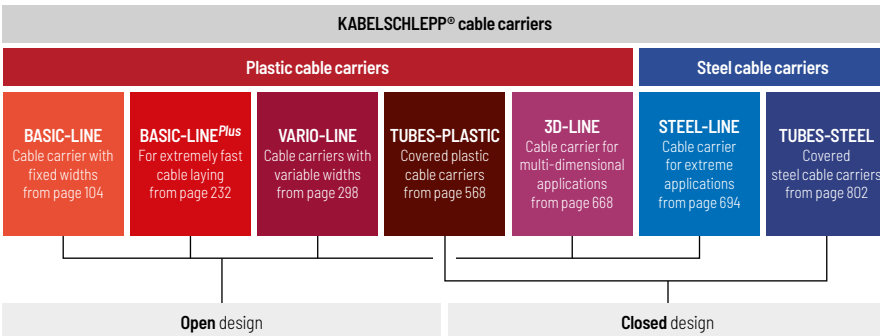 KABELSCHLEPP® cable carriers
Plastic cable carriers
Steel cable carriers
BASIC-LINE
Cable carrier with
fixed widths
from page 104
BASIC-LINE Plus
For extremely fast
cable laying
from page 232
VARIO-LINE
Cable carriers with
variable widths
from page 298
TUBES-PLASTIC
Covered plastic
cable carriers
from page 568
3D-LINE
Cable carrier for
multi-dimensional
applications
from page 668
STEEL-LINE
Cable carrier
for extreme
applications
from page 694
TUBES-STEEL
Covered
steel cable carriers
from page 802
Open design
Closed design